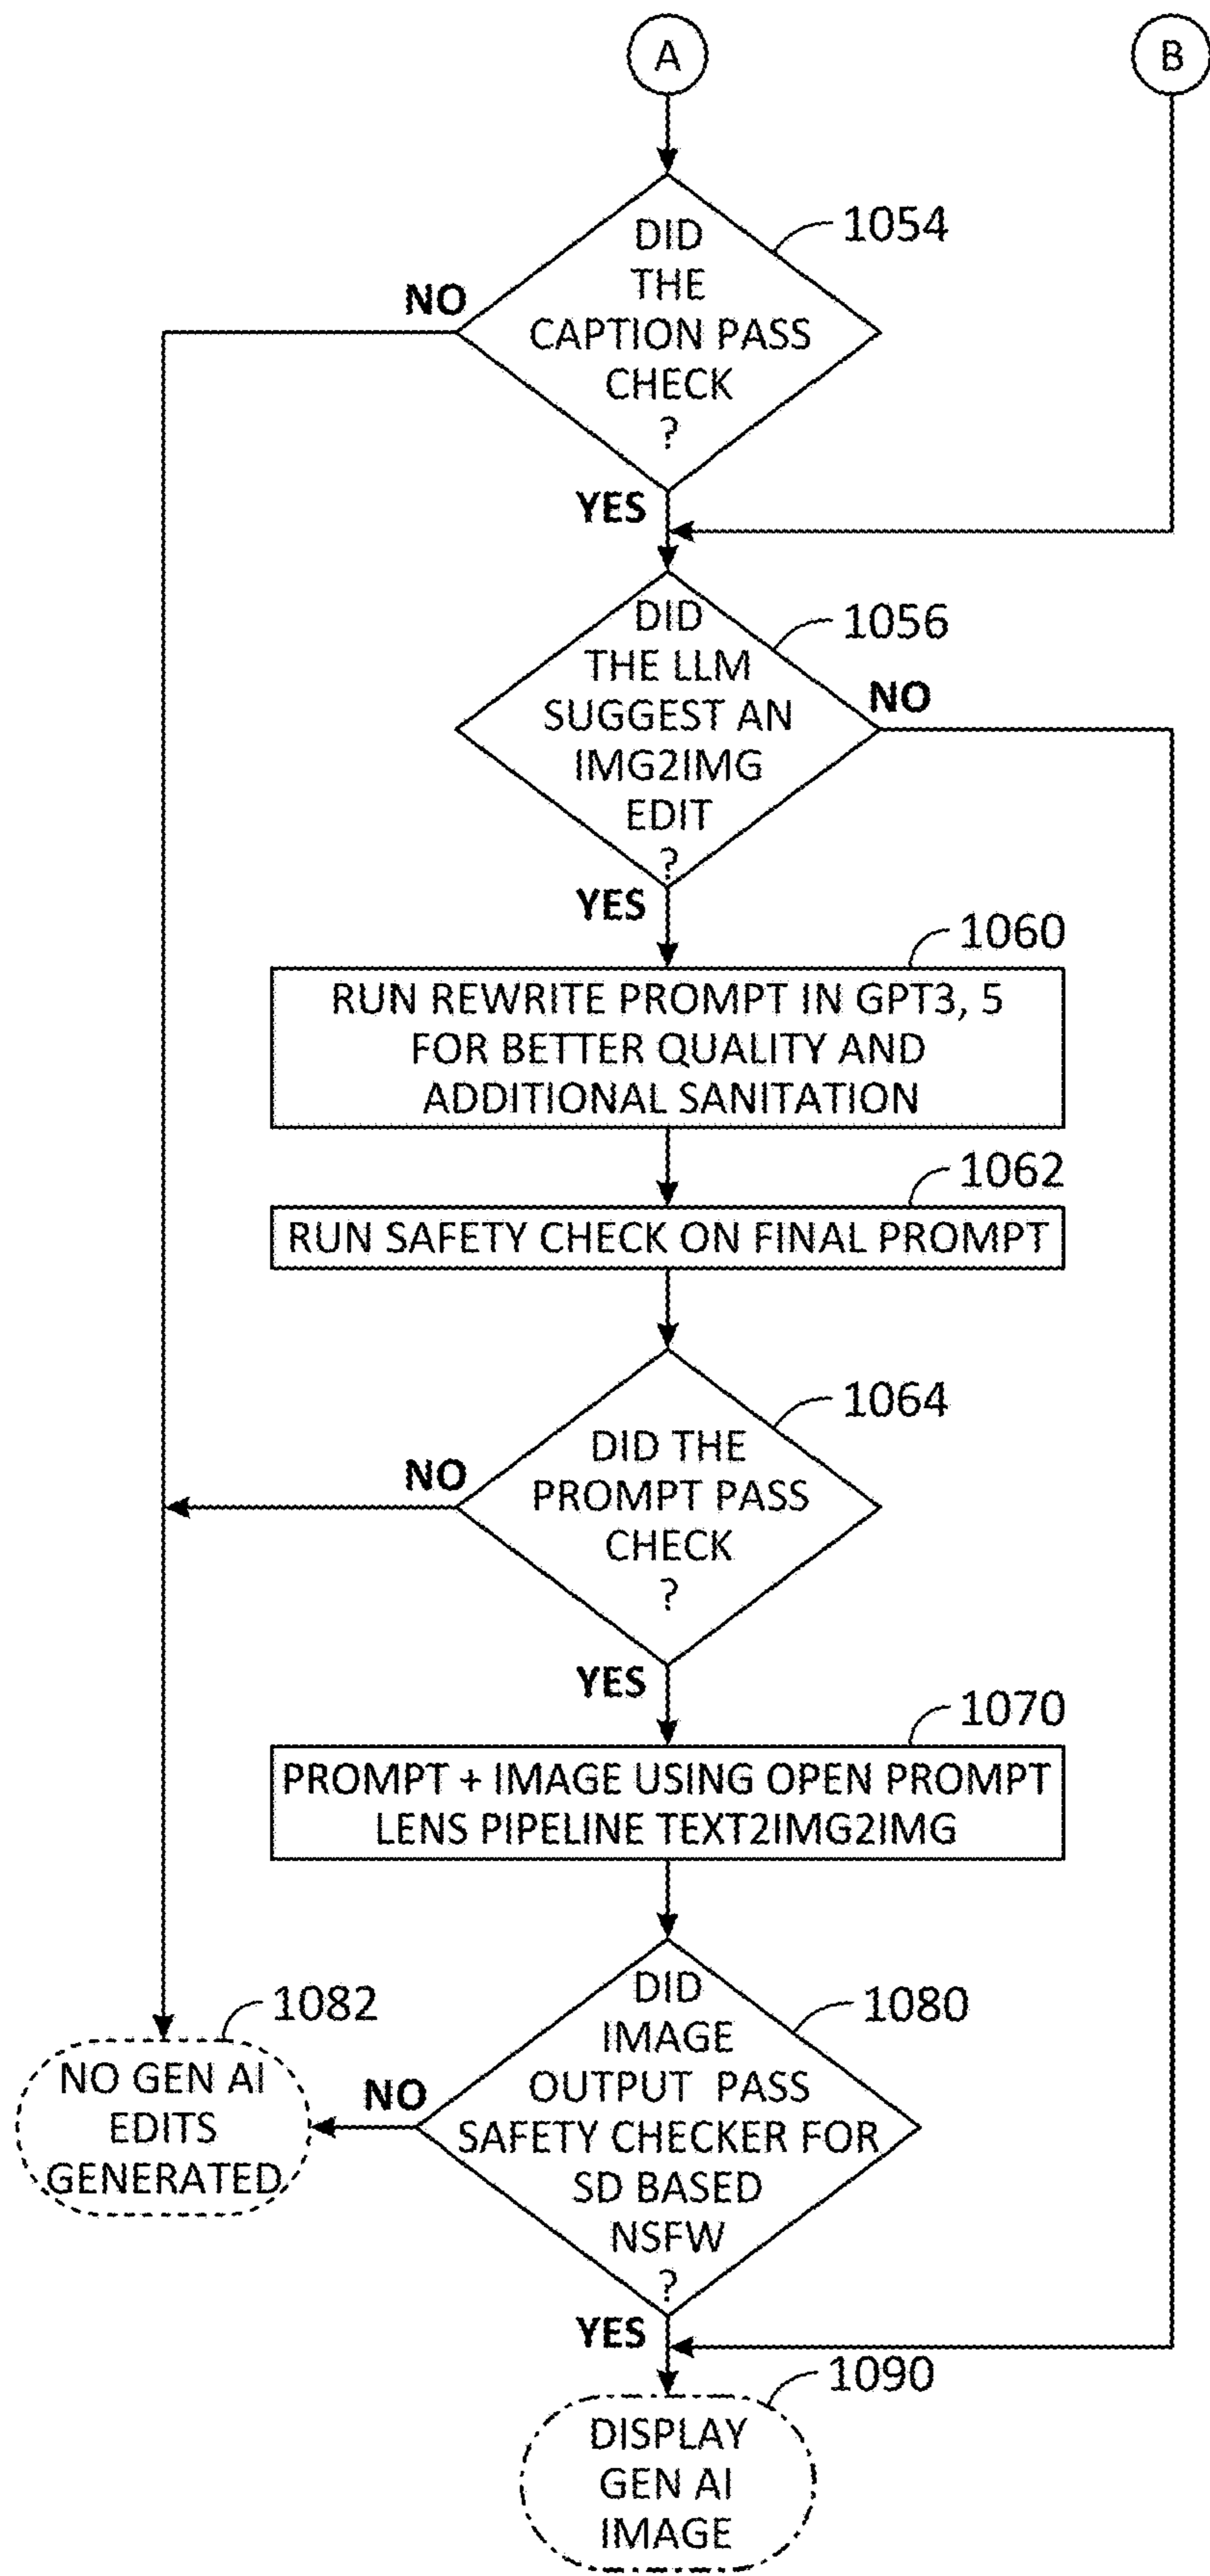 A
B
1054
DID
THE
CAPTION PASS
CHECK
?
NO
YES
1056
DID
THE LLM
SUGGEST AN
IMG2IMG
EDIT
?
NO
YES
1060
RUN REWRITE PROMPT IN GPT3, 5
FOR BETTER QUALITY AND
ADDITIONAL SANITATION
1062
RUN SAFETY CHECK ON FINAL PROMPT
1064
DID THE
PROMPT PASS
CHECK
?
NO
YES
1070
PROMPT + IMAGE USING OPEN PROMPT
LENS PIPELINE TEXT2IMG2IMG
1080
DID
IMAGE
OUTPUT PASS
SAFETY CHECKER FOR
SD BASED
NSFW
?
NO
1082
NO GEN AI
EDITS
GENERATED
YES
1090
DISPLAY
GEN AI
IMAGE